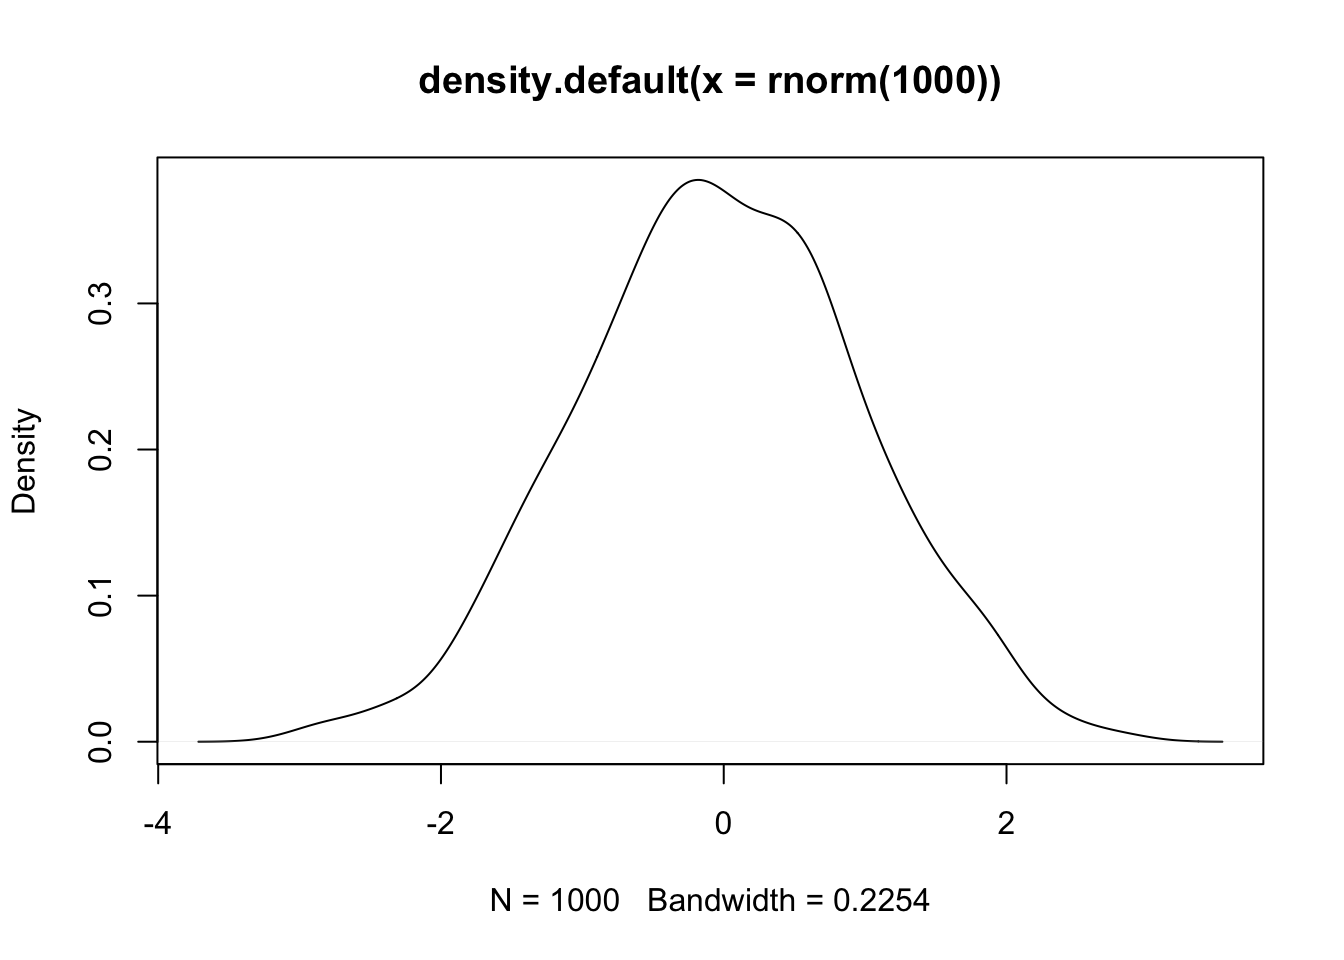 density.default(x = rnorm(1000))
Density
0.3
0.2
0.1
0.0
-4 -2 0 2
N = 1000 Bandwidth = 0.2254